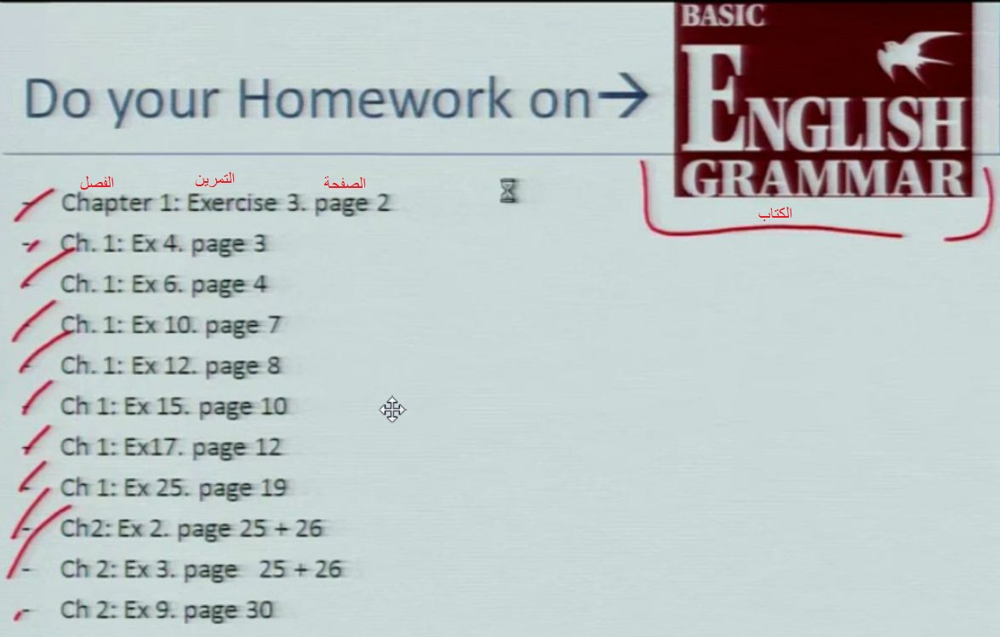 BASIC
ENGLISH
GRAMMAR
Do your Homework on→
الكتاب
الفصل التمرين الصفحة
- Chapter 1: Exercise 3. page 2
- Ch. 1: Ex 4. page 3
- Ch. 1: Ex 6. page 4
- Ch. 1: Ex 10. page 7
- Ch. 1: Ex 12. page 8
- Ch 1: Ex 15. page 10
- Ch 1: Ex17. page 12
- Ch 1: Ex 25. page 19
- Ch2: Ex 2. page 25 + 26
- Ch 2: Ex 3. page 25 + 26
- Ch 2: Ex 9. page 30